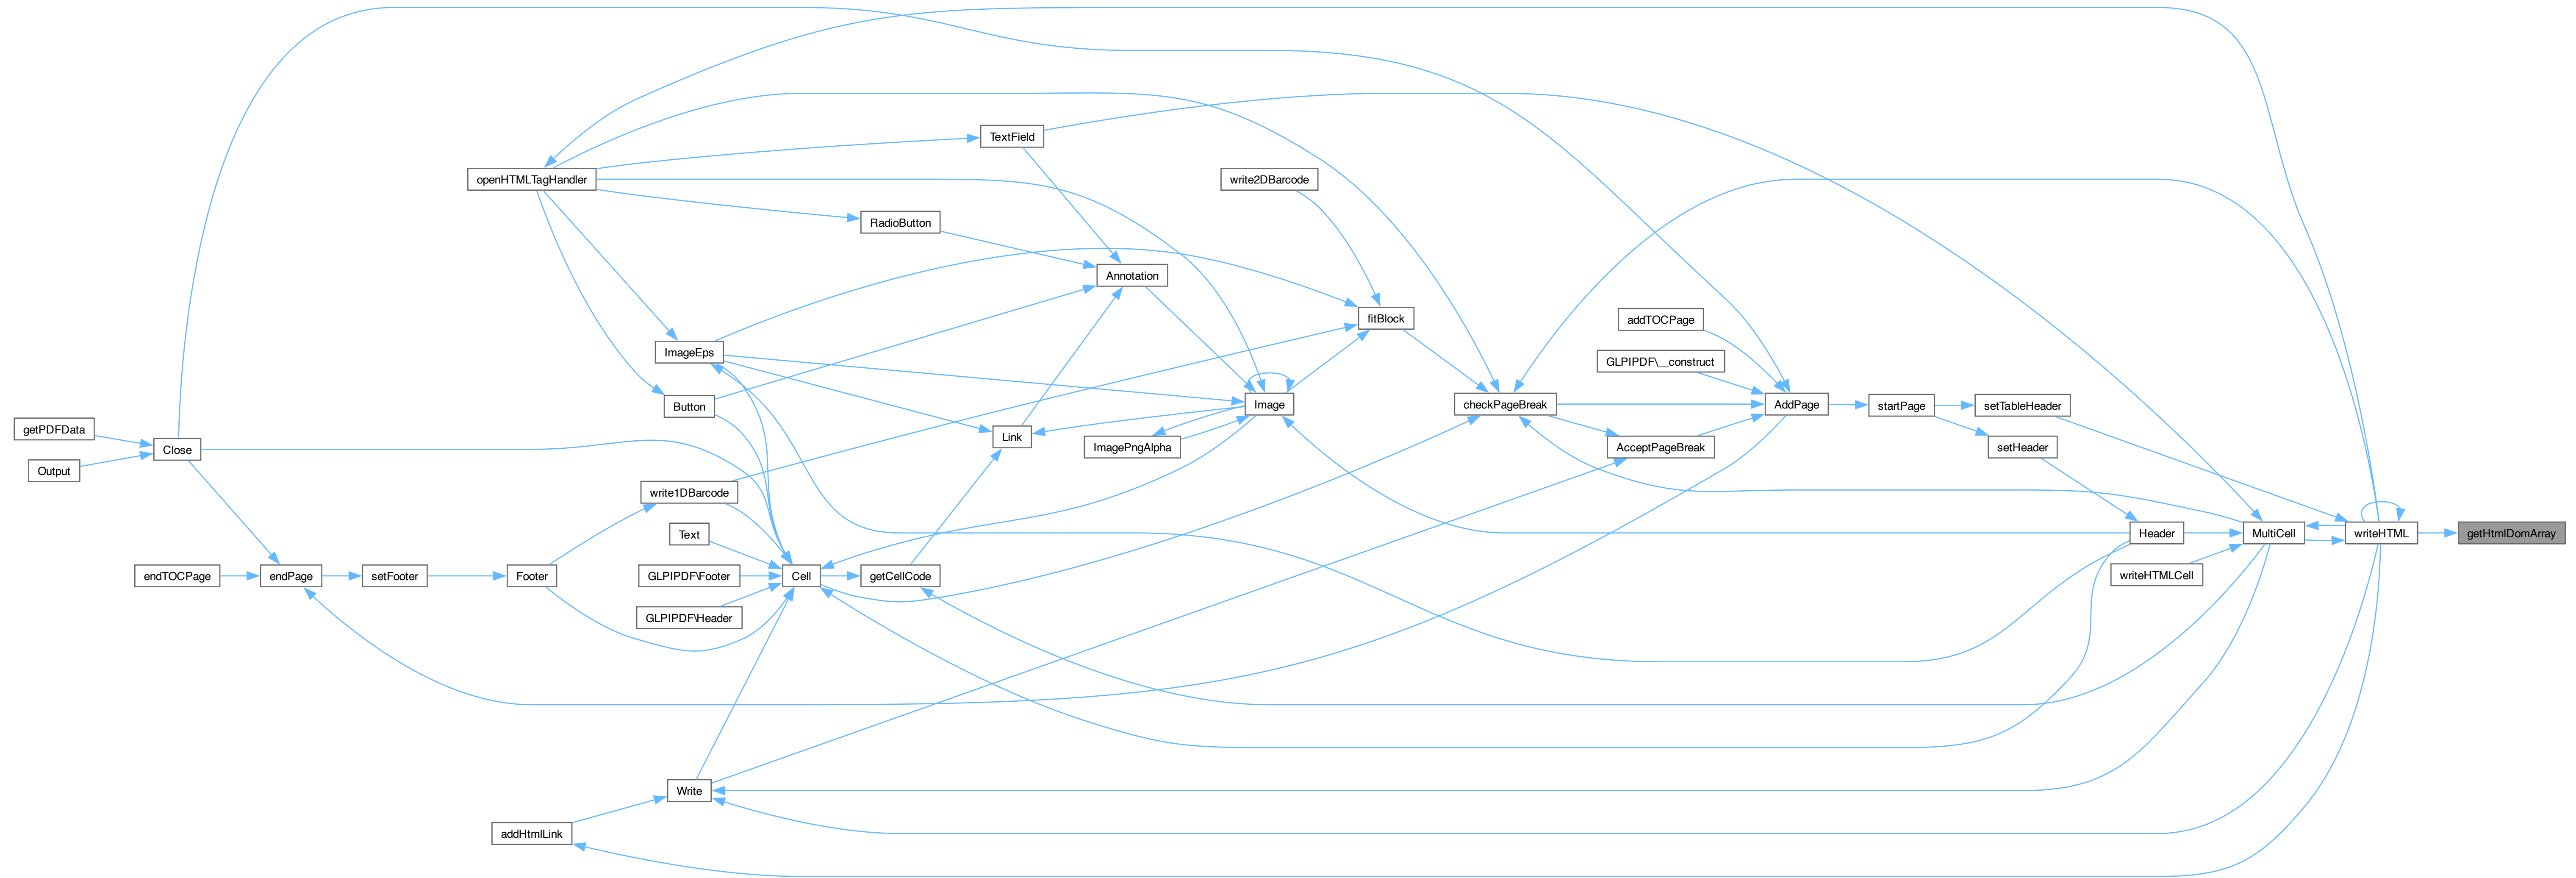 TextField
openHTMLTagHandler
write2DBarcode
RadioButton
Annotation
fitBlock
addTOCPage
ImageEps
GLPIPDF\__construct
Button
Image
checkPageBreak
AddPage
startPage
setTableHeader
getPDFData
Close
Link
ImagePngAlpha
AcceptPageBreak
setHeader
Output
write1DBarcode
Text
Header
MultiCell
writeHTML
getHtmlDomArray
endTOCPage
endPage
setFooter
Footer
GLPIPDF\Footer
Cell
getCellCode
writeHTMLCell
GLPIPDF\Header
Write
addHtmlLink